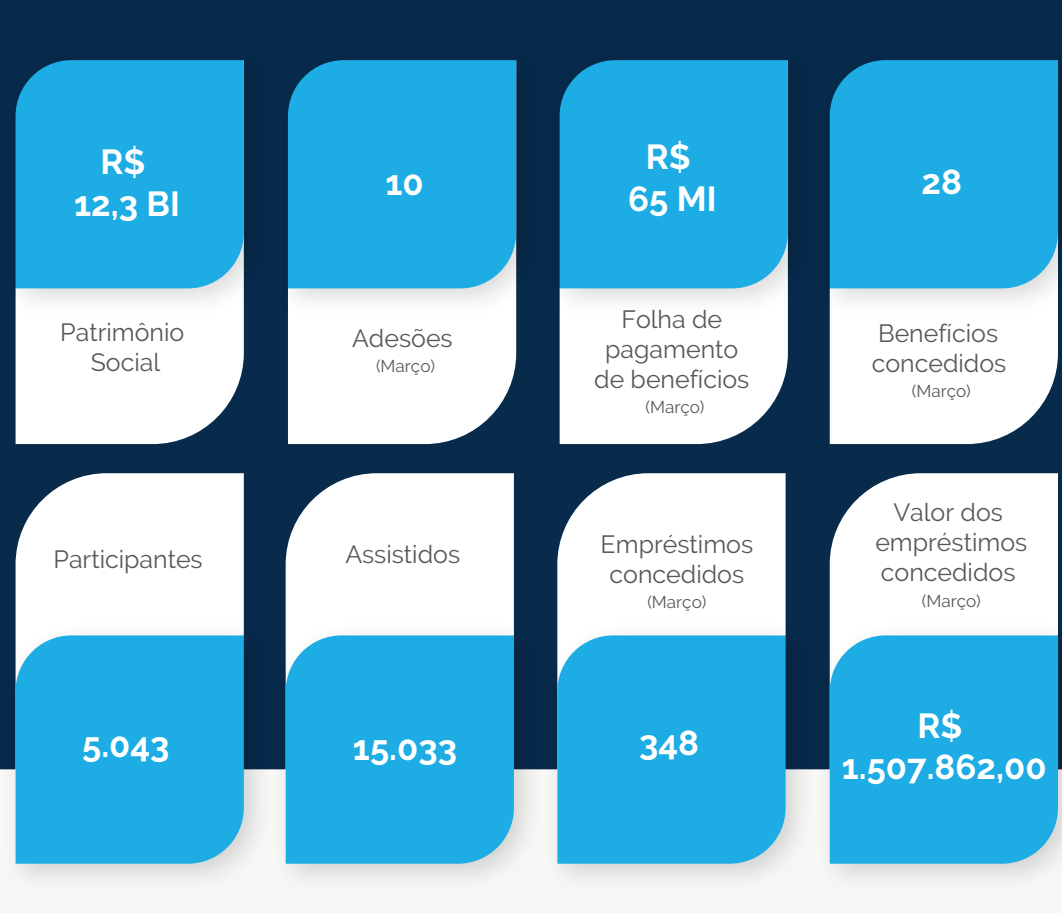 R$
12,3 BI
Patrimônio
Social
10
Adesões
(Março)
R$
65 MI
Folha de
pagamento
de benefícios
(Março)
28
Benefícios
concedidos
(Março)
Participantes
5.043
Assistidos
15.033
Empréstimos
concedidos
(Março)
348
Valor dos
empréstimos
concedidos
(Março)
R$
1.507.862,00